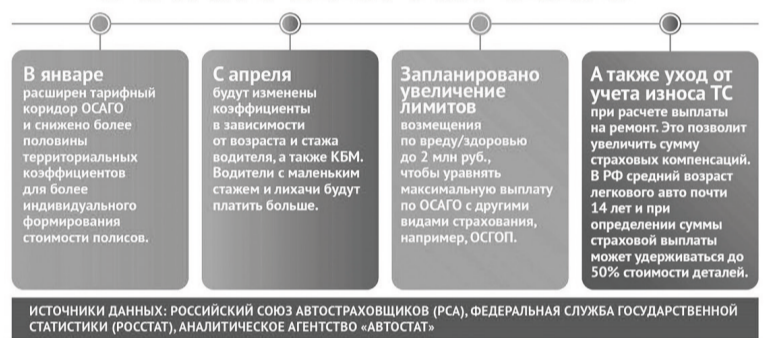 В январе
расширен тарифный
коридор ОСАГО
и снижено более
половины
территориальных
коэффициентов
для более
индивидуального
формирования
стоимости полисов.
С апреля
будут изменены
коэффициенты
в зависимости
от возраста и стажа
водителя, а также КБМ.
Водители с маленьким
стажем и лихачи будут
платить больше.
Запланировано
увеличение
лимитов
возмещения
по вреду/здоровью
до 2 млн руб.,
чтобы уравнять
максимальную выплату
по ОСАГО с другими
видами страхования,
например, ОСГОП.
А также уход от
учета износа ТС
при расчете выплаты
на ремонт. Это позволит
увеличить сумму
страховых компенсаций.
В РФ средний возраст
легкового авто почти
14 лет и при
определении суммы
страховой выплаты
может удерживаться до
50% стоимости деталей.
ИСТОЧНИКИ ДАННЫХ: РОССИЙСКИЙ СОЮЗ АВТОСТРАХОВЩИКОВ (РСА), ФЕДЕРАЛЬНАЯ СЛУЖБА ГОСУДАРСТВЕННОЙ
СТАТИСТИКИ (РОССТАТ), АНАЛИТИЧЕСКОЕ АГЕНТСТВО «АВТОСТАТ»